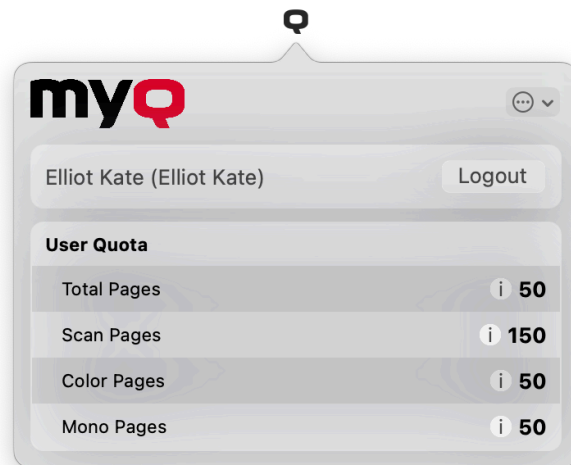 Q
myQ
Elliot Kate (Elliot Kate) Logout
User Quota
Total Pages i 50
Scan Pages i 150
Color Pages i 50
Mono Pages i 50